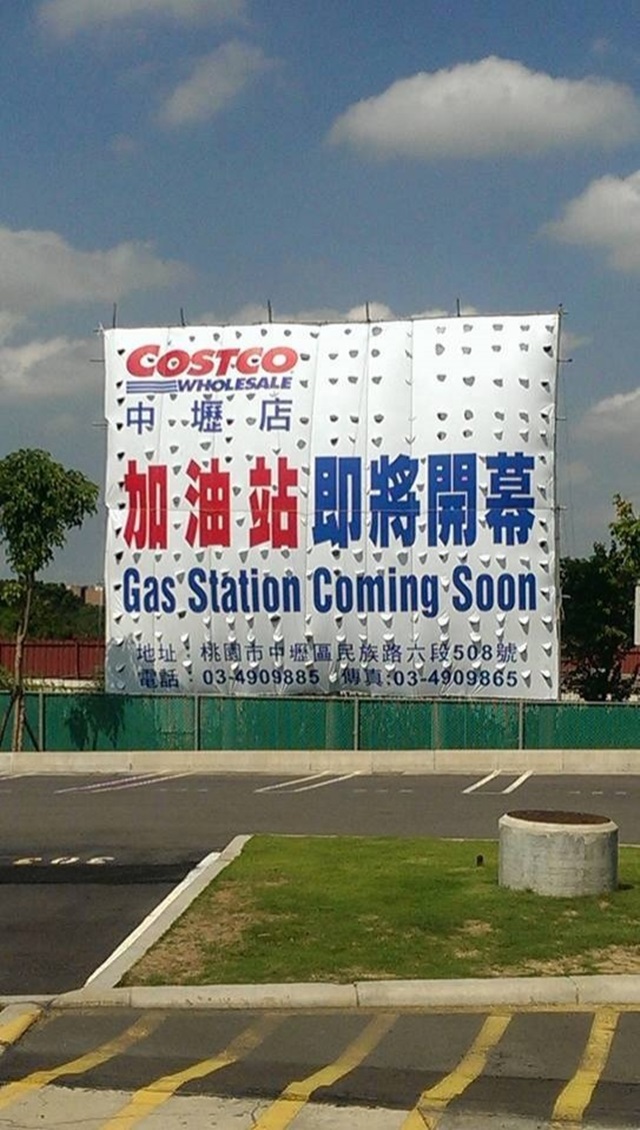 COSTCO
WHOLESALE
中壢店
加油站即將開幕
Gas Station Coming Soon
地址：桃園市中壢區民族路六段508號
電話：03-4909885 傳真:03-4909865